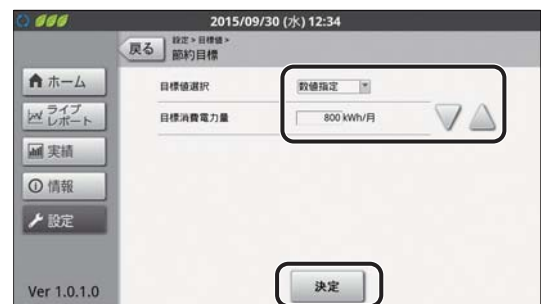 2015/09/30 (水) 12:34
戻る
設定 > 目標値 >
節約目標
ホーム
ライブ
レポート
実績
情報
設定
Ver 1.0.1.0
目標値選択
数値指定
目標消費電力量
800 kWh/月
決定